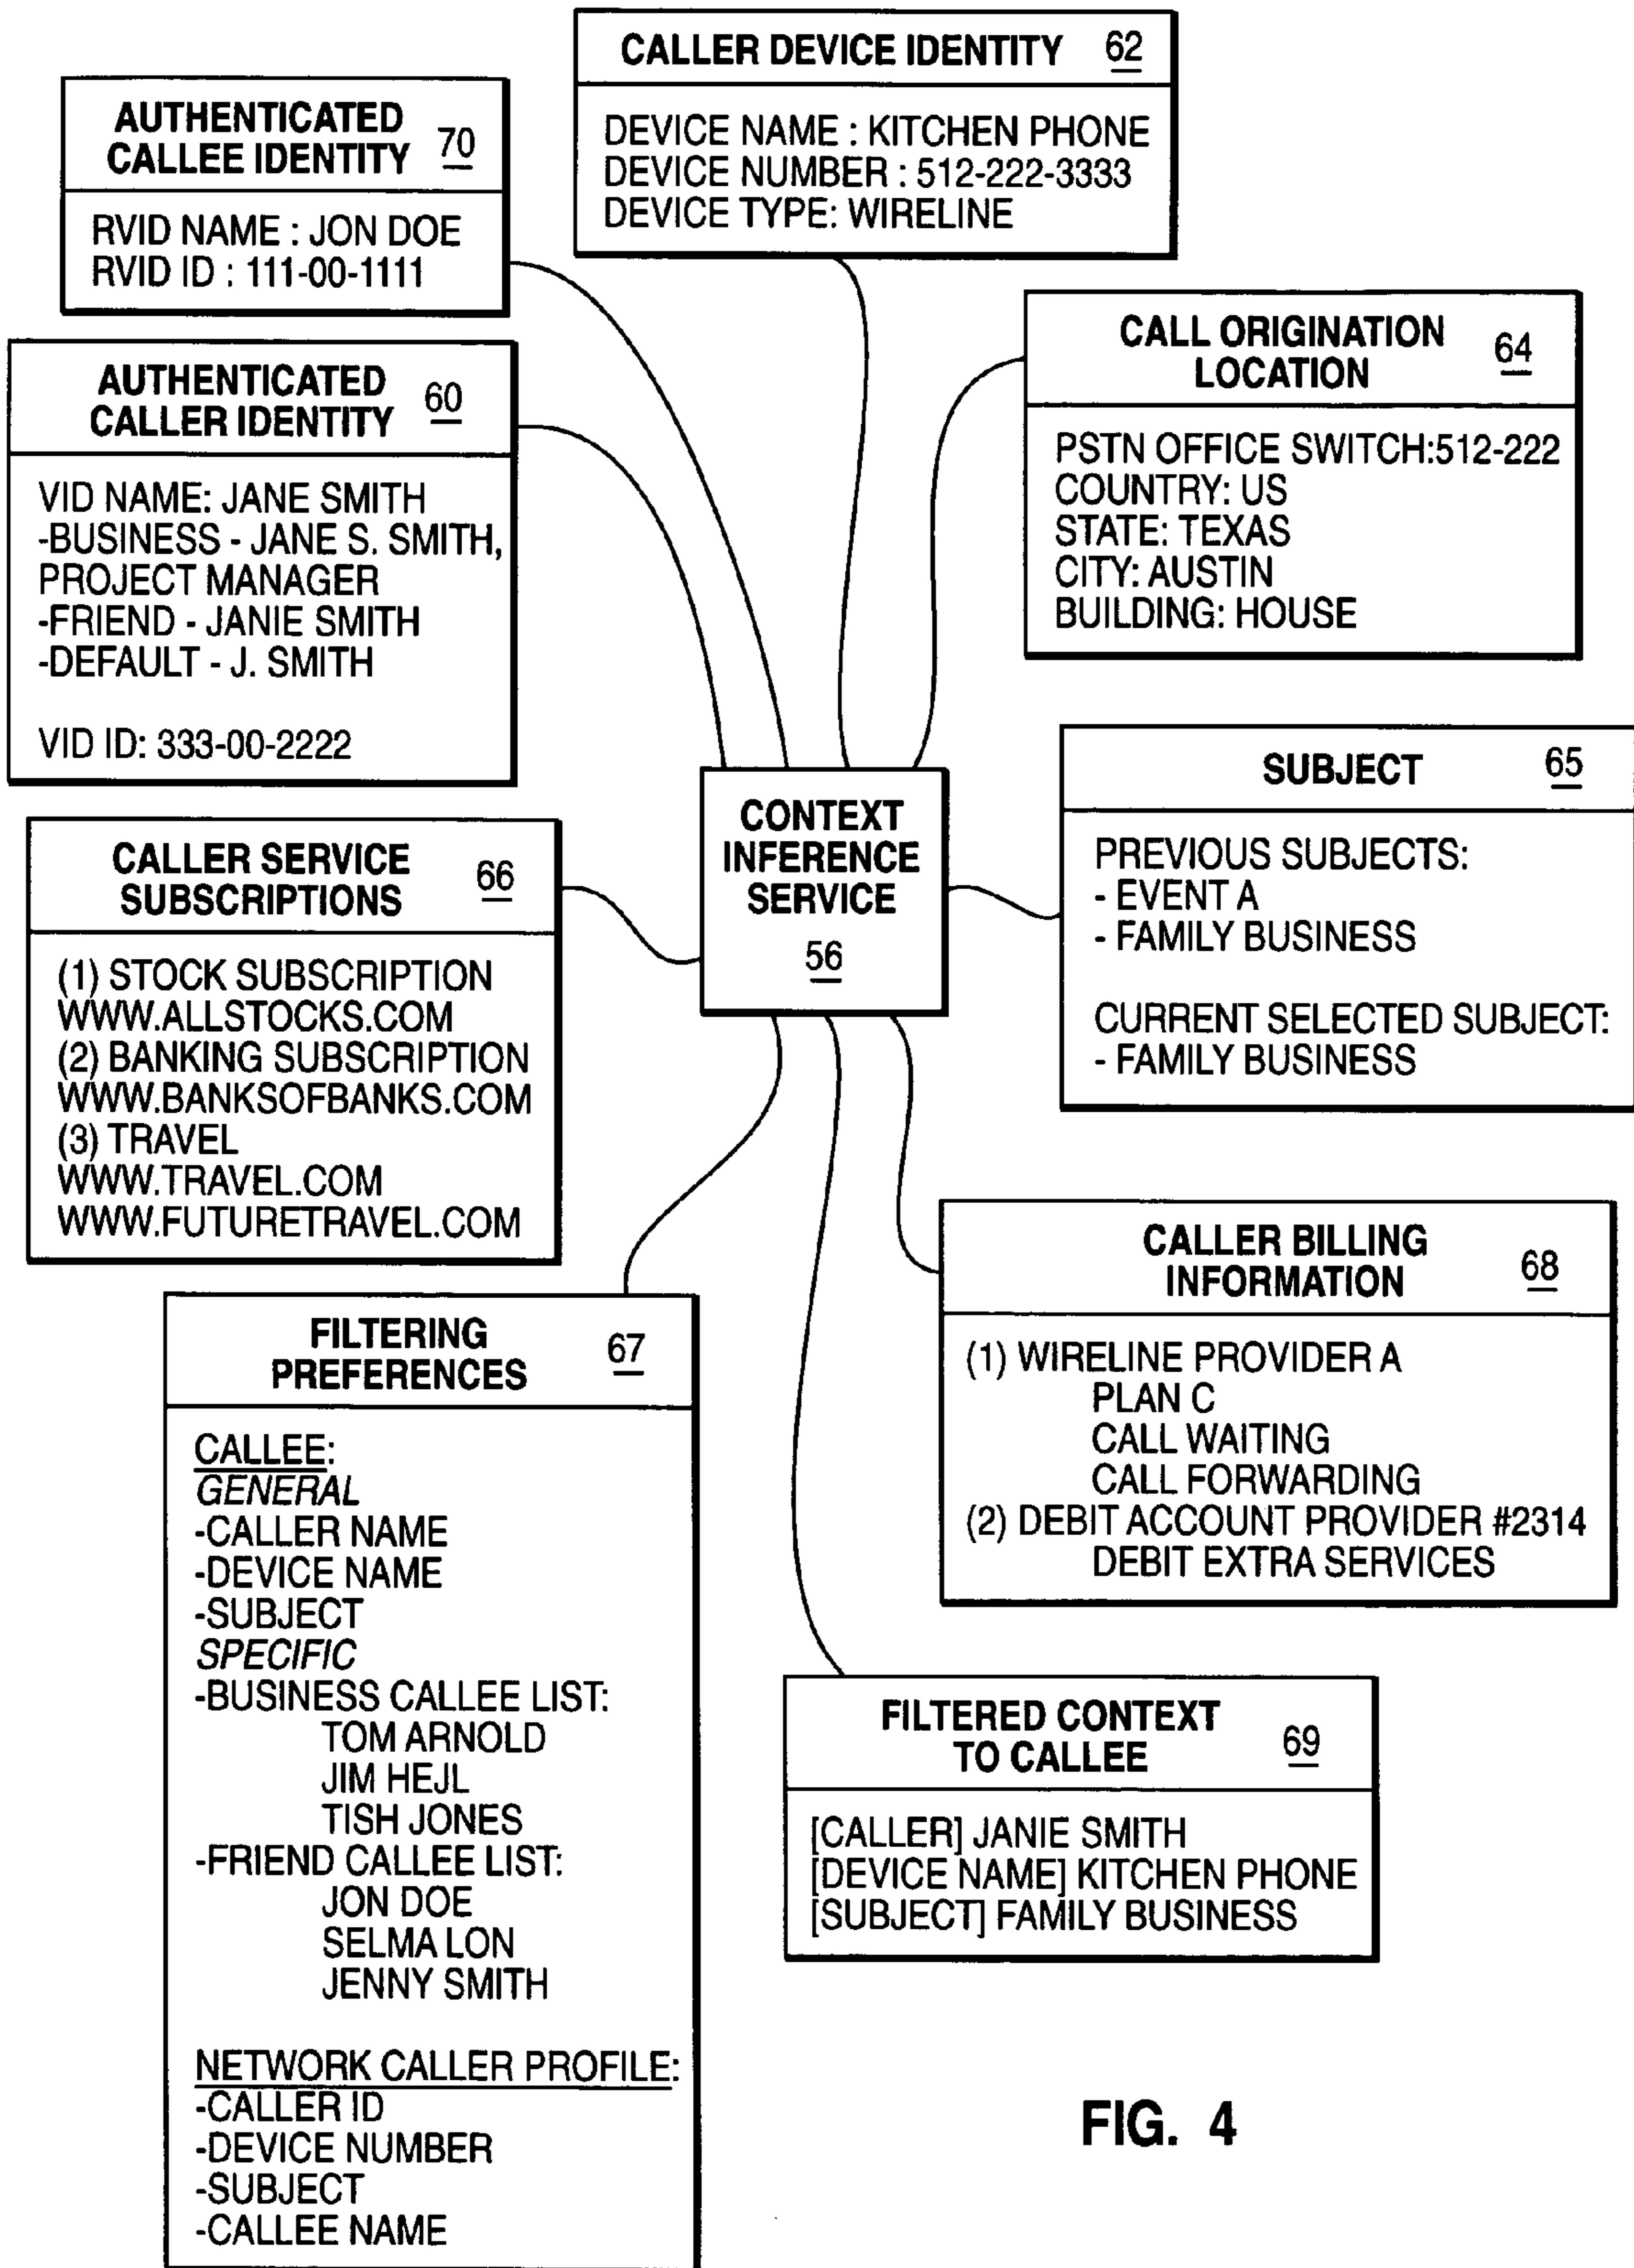 CALLER DEVICE IDENTITY 62
DEVICE NAME : KITCHEN PHONE
DEVICE NUMBER : 512-222-3333
DEVICE TYPE: WIRELINE
AUTHENTICATED
CALLEE IDENTITY 70
RVID NAME : JON DOE
RVID ID : 111-00-1111
CALL ORIGINATION
LOCATION 64
PSTN OFFICE SWITCH:512-222
COUNTRY: US
STATE: TEXAS
CITY: AUSTIN
BUILDING: HOUSE
AUTHENTICATED
CALLER IDENTITY 60
VID NAME: JANE SMITH
-BUSINESS - JANE S. SMITH,
PROJECT MANAGER
-FRIEND - JANIE SMITH
-DEFAULT - J. SMITH
VID ID: 333-00-2222
CONTEXT
INFERENCE
SERVICE
56
SUBJECT 65
PREVIOUS SUBJECTS:
- EVENT A
- FAMILY BUSINESS
CURRENT SELECTED SUBJECT:
- FAMILY BUSINESS
CALLER SERVICE
SUBSCRIPTIONS 66
(1) STOCK SUBSCRIPTION
WWW.ALLSTOCKS.COM
(2) BANKING SUBSCRIPTION
WWW.BANKSOFBANKS.COM
(3) TRAVEL
WWW.TRAVEL.COM
WWW.FUTURETRAVEL.COM
CALLER BILLING
INFORMATION 68
(1) WIRELINE PROVIDER A
PLAN C
CALL WAITING
CALL FORWARDING
(2) DEBIT ACCOUNT PROVIDER #2314
DEBIT EXTRA SERVICES
FILTERING
PREFERENCES 67
CALLEE:
GENERAL
-CALLER NAME
-DEVICE NAME
-SUBJECT
SPECIFIC
-BUSINESS CALLEE LIST:
TOM ARNOLD
JIM HEJL
TISH JONES
-FRIEND CALLEE LIST:
JON DOE
SELMA LON
JENNY SMITH
NETWORK CALLER PROFILE:
-CALLER ID
-DEVICE NUMBER
-SUBJECT
-CALLEE NAME
FILTERED CONTEXT
TO CALLEE 69
[CALLER] JANIE SMITH
[DEVICE NAME] KITCHEN PHONE
[SUBJECT] FAMILY BUSINESS
FIG. 4